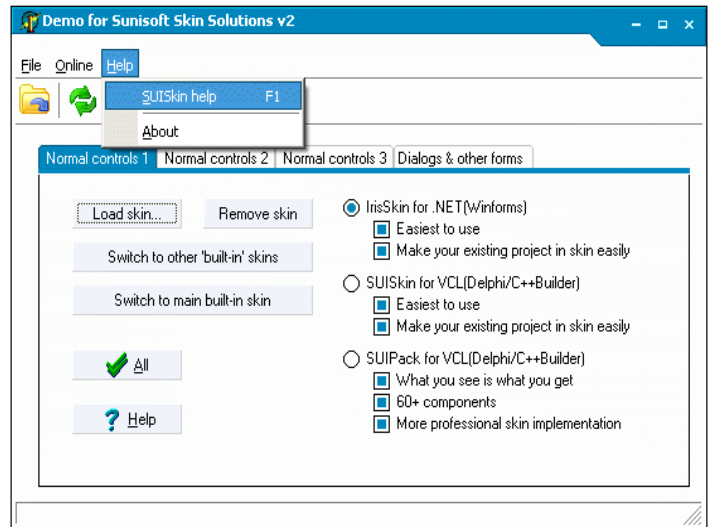 Demo for Sunisoft Skin Solutions v2
File Online Help
SUISkin help F1
About
Normal controls 1 Normal controls 2 Normal controls 3 Dialogs & other forms
Load skin... Remove skin
Switch to other 'built-in' skins
Switch to main built-in skin
All
Help
IrisSkin for .NET(Winforms)
Easiest to use
Make your existing project in skin easily
SUISkin for VCL(Delphi/C++Builder)
Easiest to use
Make your existing project in skin easily
SUIPack for VCL(Delphi/C++Builder)
What you see is what you get
60+ components
More professional skin implementation